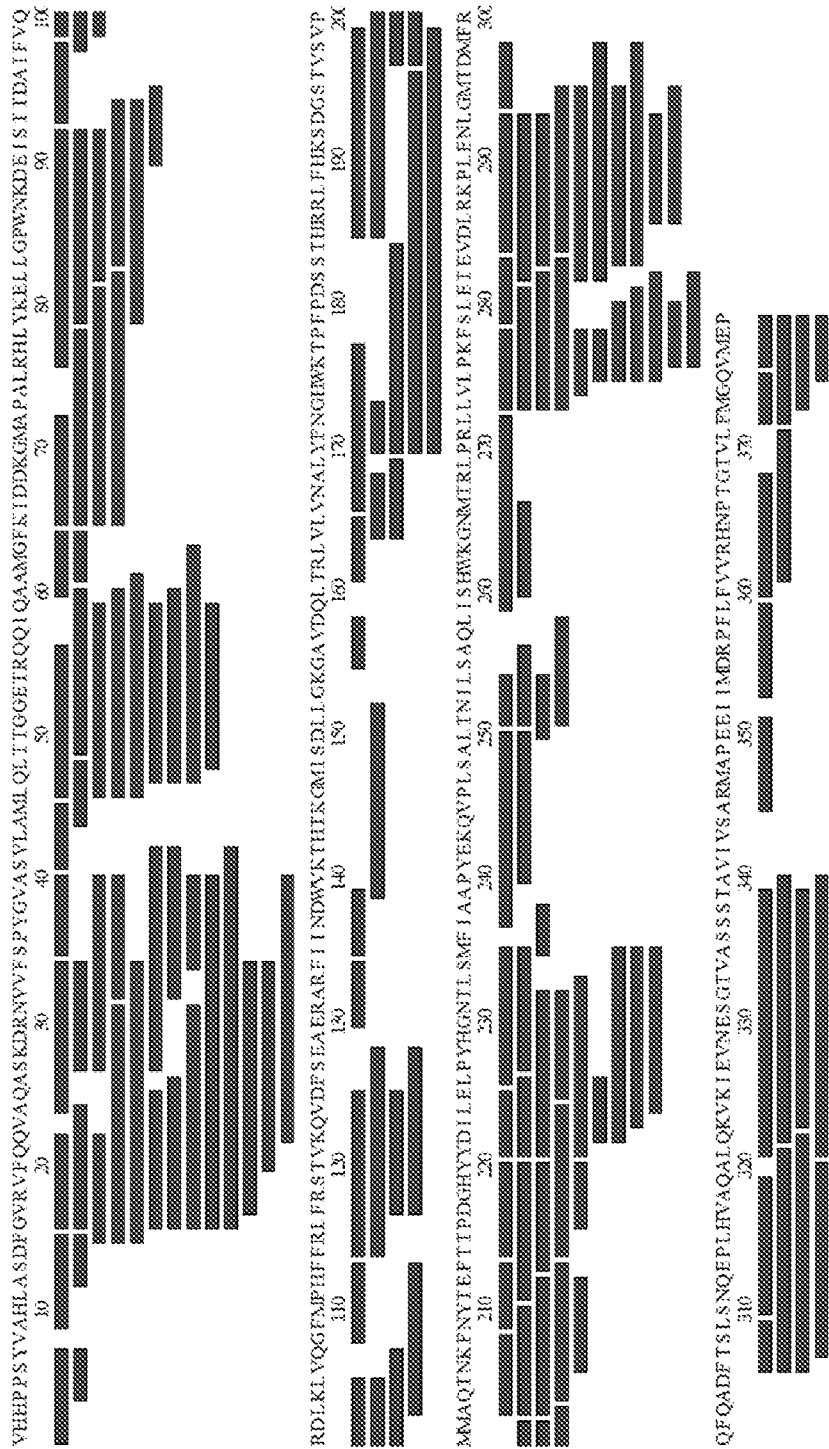 VHHPPSYVAHLASDFGVRVFQQVAQASKDRNVVFSPYGVASVLAMLQLTTGGETRQQIQAAMGFKIDDKGMAPALRHLYKELLGPWNKDEISTTDAIFVQ
10 20 30 40 50 60 70 80 90 100
RDLKLVQGFMPHFFRLFRSTVKQVDFSEAERARFIINDWVKTHTKGMISDLLGKGAVDQLTRLVLVNALYFNGHWKTPFPDSSTHRRLFHKSDGSTVSVP
110 120 130 140 150 160 170 180 190 200
MMAQTNKFNYTEFTTPDGHYYDILELPYHGNTLSMFIAAPYEKQVPLSALTNILSAQLISHWKGNMTRLPRLLVLPKFSLETEVDLRKPLENLGMTDMFR
210 220 230 240 250 260 270 280 290 300
QFQADFTSLSNQEPLHVAQALQKVKIEVNESGTVASSSTAVIVSARMAPEEIIMDRPFLFVVRHNPTGTVLFMGQVMEP
310 320 330 340 350 360 370